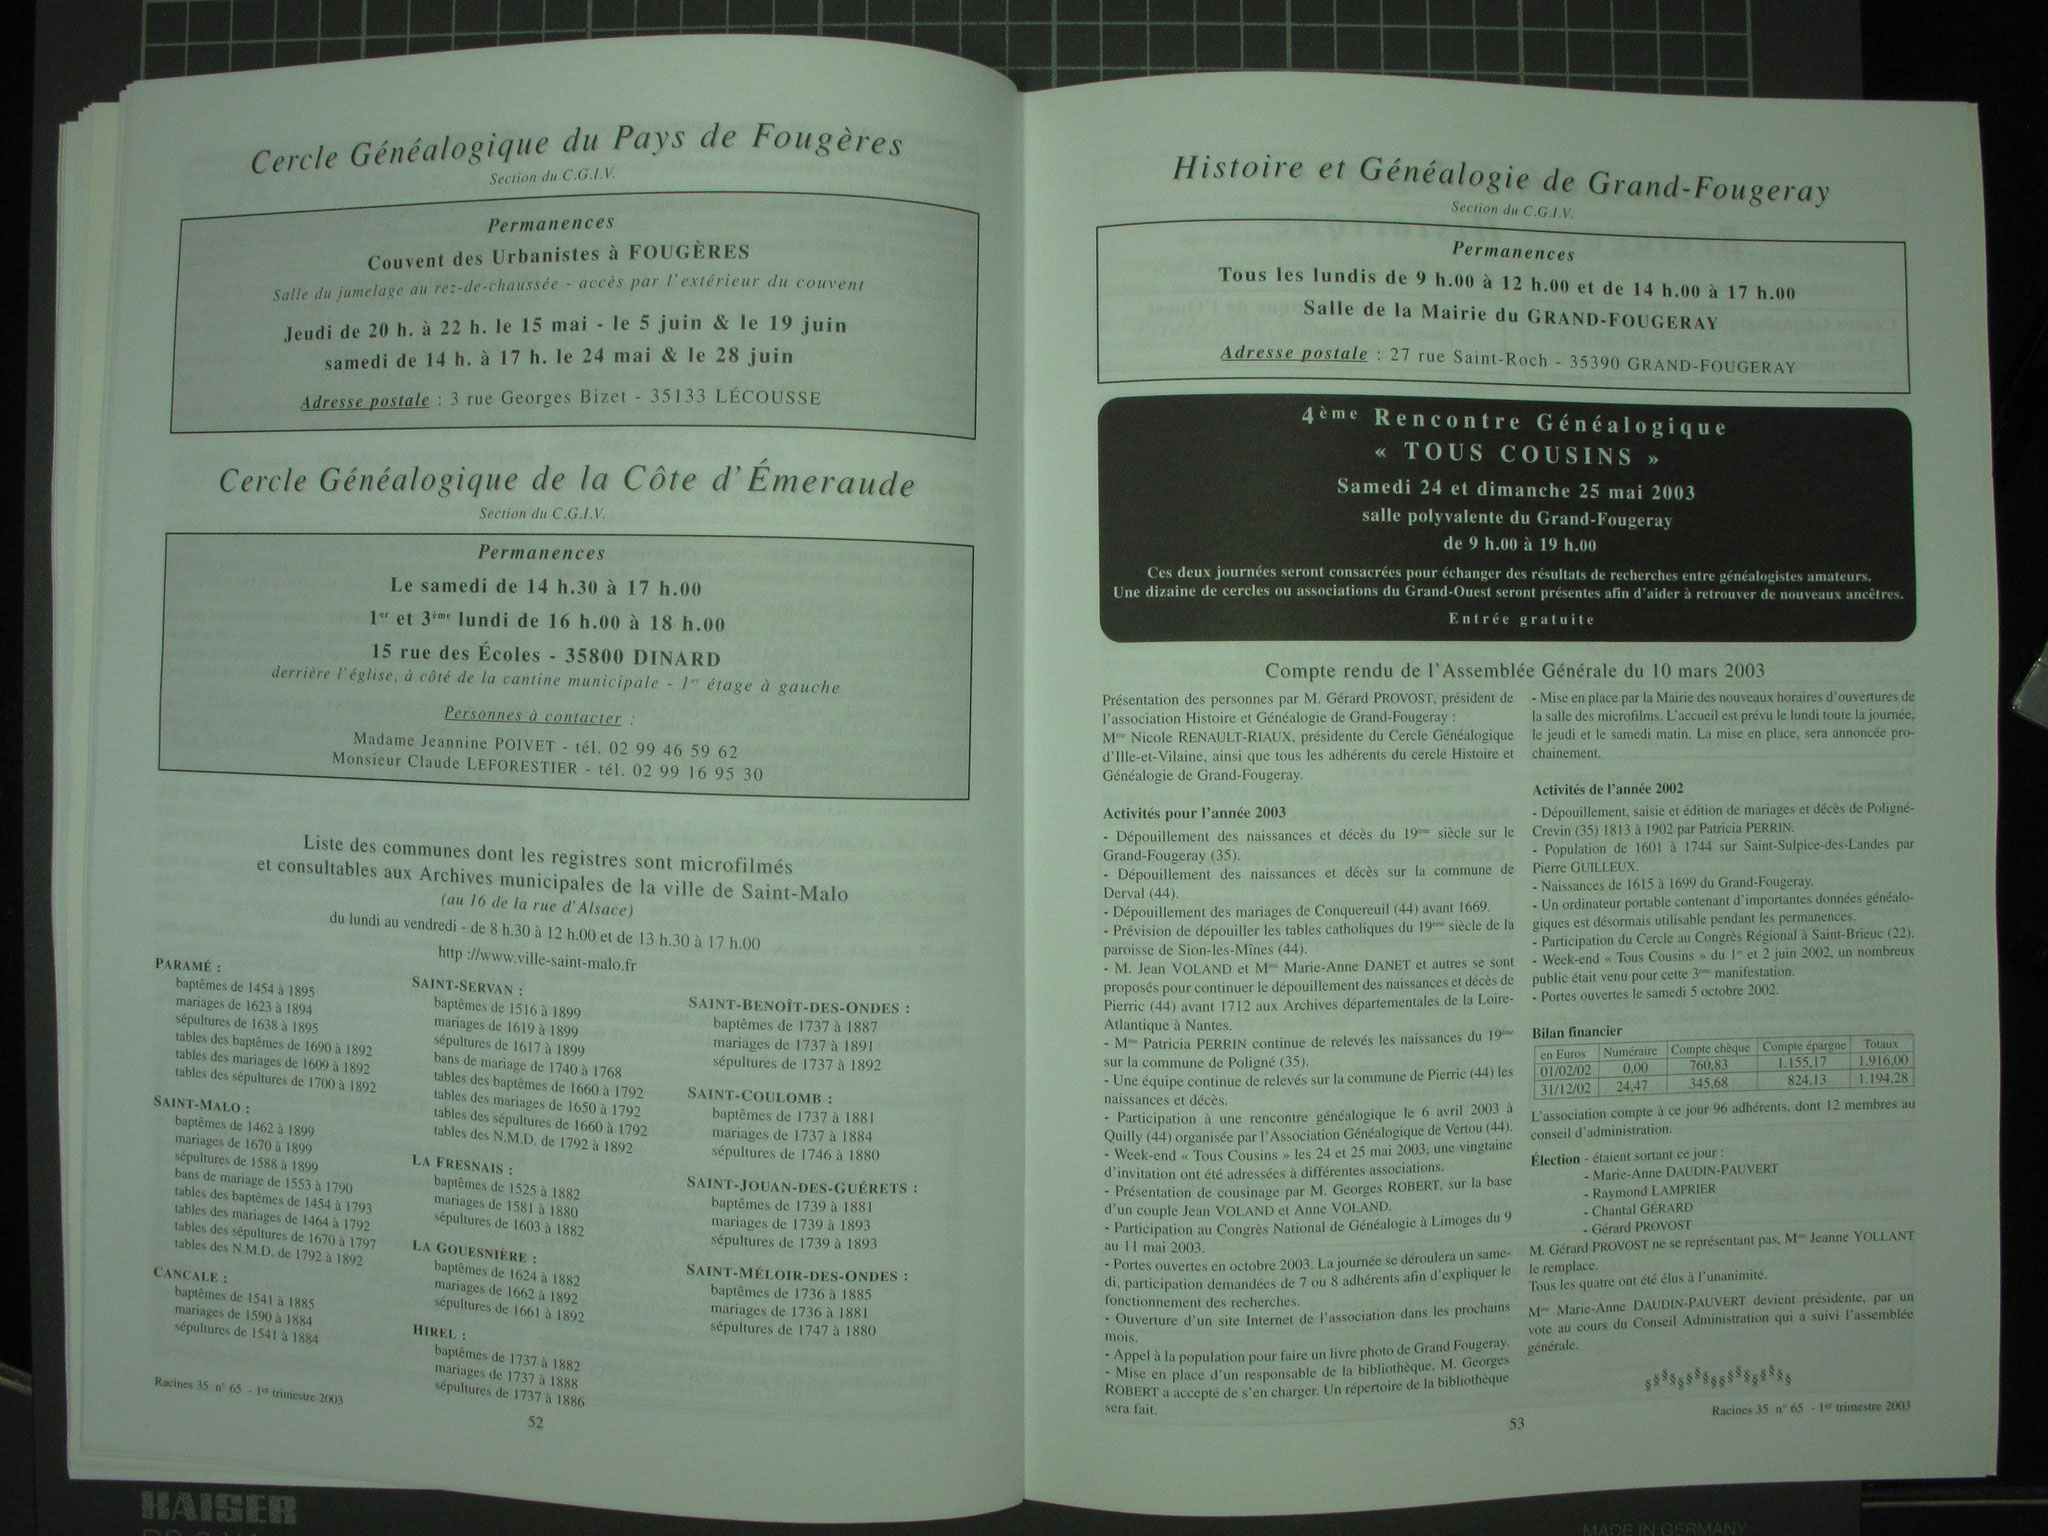 Cercle Généalogique du Pays de Fougères
Section du C.G.I.V.
Permanences
Couvent des Urbanistes à FOUGÈRES
Salle du jumelage au rez-de-chaussée - accès par l'extérieur du couvent
Jeudi de 20 h. à 22 h. le 15 mai - le 5 juin & le 19 juin
samedi de 14 h. à 17 h. le 24 mai & le 28 juin
Adresse postale : 3 rue Georges Bizet - 35133 LÉCOUSSE
Cercle Généalogique de la Côte d'Émeraude
Section du C.G.I.V.
Permanences
Le samedi de 14 h.30 à 17 h.00
1er et 3ème lundi de 16 h.00 à 18 h.00
15 rue des Écoles - 35800 DINARD
derrière l'église, à côté de la cantine municipale - 1er étage à gauche
Personnes à contacter :
Madame Jeannine POIVET - tél. 02 99 46 59 62
Monsieur Claude LEFORESTIER - tél. 02 99 16 95 30
Liste des communes dont les registres sont microfilmés
et consultables aux Archives municipales de la ville de Saint-Malo
(au 16 de la rue d'Alsace)
du lundi au vendredi - de 8 h.30 à 12 h.00 et de 13 h.30 à 17 h.00
http ://www.ville-saint-malo.fr
PARAMÉ :
baptêmes de 1454 à 1895
mariages de 1623 à 1894
sépultures de 1638 à 1895
tables des baptêmes de 1690 à 1892
tables des mariages de 1609 à 1892
tables des sépultures de 1700 à 1892
SAINT-MALO :
baptêmes de 1462 à 1899
mariages de 1670 à 1899
sépultures de 1588 à 1899
bans de mariage de 1553 à 1790
tables des baptêmes de 1454 à 1793
tables des mariages de 1464 à 1792
tables des sépultures de 1670 à 1797
tables des N.M.D. de 1792 à 1892
CANCALE :
baptêmes de 1541 à 1885
mariages de 1590 à 1884
sépultures de 1541 à 1884
SAINT-SERVAN :
baptêmes de 1516 à 1899
mariages de 1619 à 1899
sépultures de 1617 à 1899
bans de mariage de 1740 à 1768
tables des baptêmes de 1660 à 1792
tables des mariages de 1650 à 1792
tables des sépultures de 1660 à 1792
tables des N.M.D. de 1792 à 1892
LA FRESNAIS :
baptêmes de 1525 à 1882
mariages de 1581 à 1880
sépultures de 1603 à 1882
LA GOUESNIÈRE :
baptêmes de 1624 à 1882
mariages de 1662 à 1892
sépultures de 1661 à 1892
HIREL :
baptêmes de 1737 à 1882
mariages de 1737 à 1888
sépultures de 1737 à 1886
SAINT-BENOÎT-DES-ONDES :
baptêmes de 1737 à 1887
mariages de 1737 à 1891
sépultures de 1737 à 1892
SAINT-COULOMB :
baptêmes de 1737 à 1881
mariages de 1737 à 1884
sépultures de 1746 à 1880
SAINT-JOUAN-DES-GUÉRETS :
baptêmes de 1739 à 1881
mariages de 1739 à 1893
sépultures de 1739 à 1893
SAINT-MÉLOIR-DES-ONDES :
baptêmes de 1736 à 1885
mariages de 1736 à 1881
sépultures de 1747 à 1880
Racines 35 n° 65 - 1er trimestre 2003
52
Histoire et Généalogie de Grand-Fougeray
Section du C.G.I.V.
Permanences
Tous les lundis de 9 h.00 à 12 h.00 et de 14 h.00 à 17 h.00
Salle de la Mairie du GRAND-FOUGERAY
Adresse postale : 27 rue Saint-Roch - 35390 GRAND-FOUGERAY
4ème Rencontre Généalogique
« TOUS COUSINS »
Samedi 24 et dimanche 25 mai 2003
salle polyvalente du Grand-Fougeray
de 9 h.00 à 19 h.00
Ces deux journées seront consacrées pour échanger des résultats de recherches entre généalogistes amateurs.
Une dizaine de cercles ou associations du Grand-Ouest seront présentes afin d'aider à retrouver de nouveaux ancêtres.
Entrée gratuite
Compte rendu de l'Assemblée Générale du 10 mars 2003
Présentation des personnes par M. Gérard PROVOST, président de
l'association Histoire et Généalogie de Grand-Fougeray :
Mme Nicole RENAULT-RIAUX, présidente du Cercle Généalogique
d'Ille-et-Vilaine, ainsi que tous les adhérents du cercle Histoire et
Généalogie de Grand-Fougeray.
Activités pour l'année 2003
- Dépouillement des naissances et décès du 19ème siècle sur le
Grand-Fougeray (35).
- Dépouillement des naissances et décès sur la commune de
Derval (44).
- Dépouillement des mariages de Conquereuil (44) avant 1669.
- Prévision de dépouiller les tables catholiques du 19ème siècle de la
paroisse de Sion-les-Mînes (44).
- M. Jean VOLAND et Mme Marie-Anne DANET et autres se sont
proposés pour continuer le dépouillement des naissances et décès de
Pierric (44) avant 1712 aux Archives départementales de la Loire-
Atlantique à Nantes.
- Mme Patricia PERRIN continue de relevés les naissances du 19ème
sur la commune de Poligné (35).
- Une équipe continue de relevés sur la commune de Pierric (44) les
naissances et décès.
- Participation à une rencontre généalogique le 6 avril 2003 à
Quilly (44) organisée par l'Association Généalogique de Vertou (44).
- Week-end « Tous Cousins » les 24 et 25 mai 2003, une vingtaine
d'invitation ont été adressées à différentes associations.
- Présentation de cousinage par M. Georges ROBERT, sur la base
d'un couple Jean VOLAND et Anne VOLAND.
- Participation au Congrès National de Généalogie à Limoges du 9
au 11 mai 2003.
- Portes ouvertes en octobre 2003. La journée se déroulera un same-
di, participation demandées de 7 ou 8 adhérents afin d'expliquer le
fonctionnement des recherches.
- Ouverture d'un site Internet de l'association dans les prochains
mois.
- Appel à la population pour faire un livre photo de Grand Fougeray.
- Mise en place d'un responsable de la bibliothèque, M. Georges
ROBERT a accepté de s'en charger. Un répertoire de la bibliothèque
sera fait.
- Mise en place par la Mairie des nouveaux horaires d'ouvertures de
la salle des microfilms. L'accueil est prévu le lundi toute la journée,
le jeudi et le samedi matin. La mise en place, sera annoncée pro-
chainement.
Activités de l'année 2002
- Dépouillement, saisie et édition de mariages et décès de Poligné-
Crevin (35) 1813 à 1902 par Patricia PERRIN.
- Population de 1601 à 1744 sur Saint-Sulpice-des-Landes par
Pierre GUILLEUX.
- Naissances de 1615 à 1699 du Grand-Fougeray.
- Un ordinateur portable contenant d'importantes données généalo-
giques est désormais utilisable pendant les permanences.
- Participation du Cercle au Congrès Régional à Saint-Brieuc (22).
- Week-end « Tous Cousins » du 1er et 2 juin 2002, un nombreux
public était venu pour cette 3ème manifestation.
- Portes ouvertes le samedi 5 octobre 2002.
Bilan financier
en Euros Numéraire Compte chèque Compte épargne Totaux
01/02/02 0,00 760,83 1.155,17 1.916,00
31/12/02 24,47 345,68 824,13 1.194,28
L'association compte à ce jour 96 adhérents, dont 12 membres au
conseil d'administration.
Élection - étaient sortant ce jour :
- Marie-Anne DAUDIN-PAUVERT
- Raymond LAMPRIER
- Chantal GÉRARD
- Gérard PROVOST
M. Gérard PROVOST ne se représentant pas, Mme Jeanne YOLLANT
le remplace.
Tous les quatre ont été élus à l'unanimité.
Mme Marie-Anne DAUDIN-PAUVERT devient présidente, par un
vote au cours du Conseil Administration qui a suivi l'assemblée
générale.
§§§§§§§§§§§§§§§§§§
Racines 35 n° 65 - 1er trimestre 2003
53
KAISER
MADE IN GERMANY